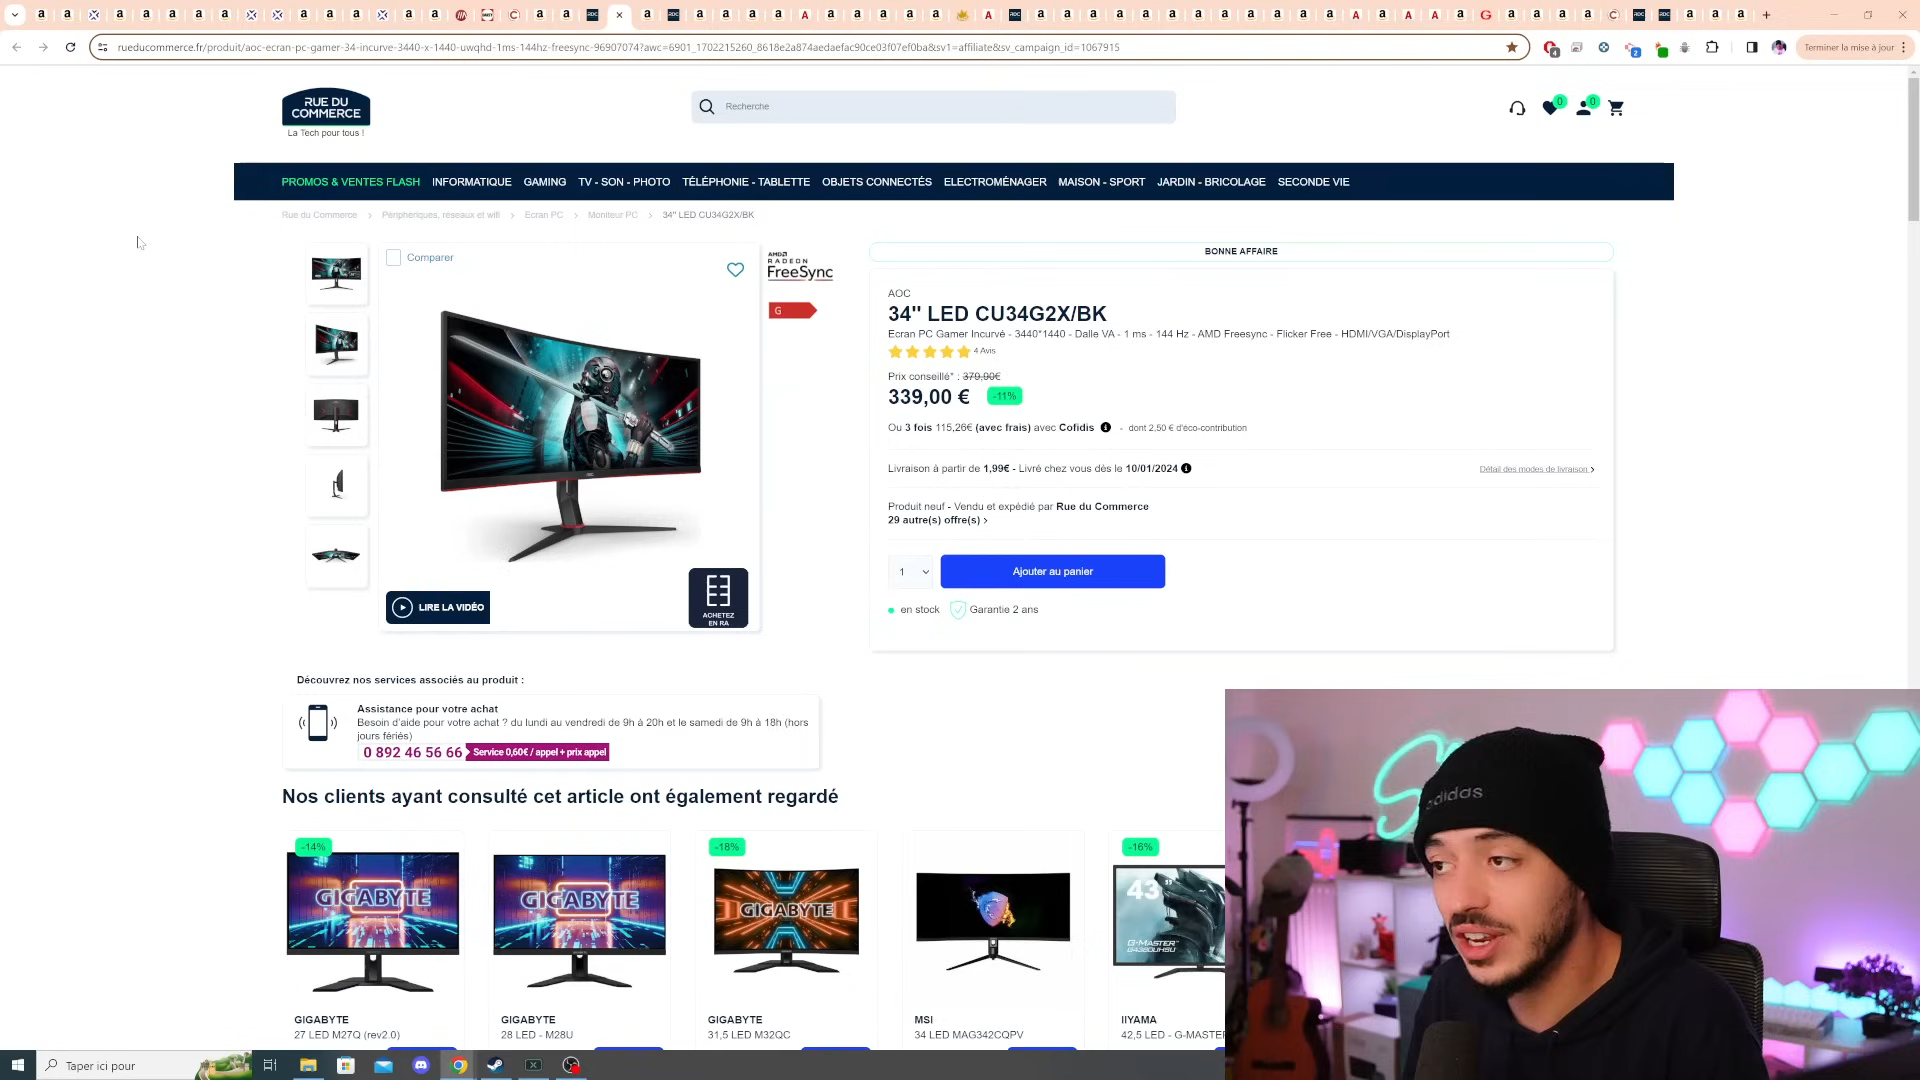 rueducommerce.fr/produit/aoc-ecran-pc-gamer-34-incurve-3440-x-1440-uwqhd-1ms-144hz-freesync-96907074?awc=6901_1702215260_8618e2a874aedaefac90ce03f07ef0ba&sv1=affiliate&sv_campaign_id=1067915
Terminer la mise à jour
RUE DU
COMMERCE
La Tech pour tous !
Recherche
0
0
PROMOS & VENTES FLASH INFORMATIQUE GAMING TV - SON - PHOTO TÉLÉPHONIE - TABLETTE OBJETS CONNECTÉS ELECTROMÉNAGER MAISON - SPORT JARDIN - BRICOLAGE SECONDE VIE
Rue du Commerce > Périphériques, réseaux et wifi > Ecran PC > Moniteur PC > 34" LED CU34G2X/BK
Comparer
AMD
RADEON
FreeSync
G
LIRE LA VIDÉO
ACHETEZ
EN RA
BONNE AFFAIRE
AOC
34" LED CU34G2X/BK
Ecran PC Gamer Incurvé - 3440*1440 - Dalle VA - 1 ms - 144 Hz - AMD Freesync - Flicker Free - HDMI/VGA/DisplayPort
4 Avis
Prix conseillé* : 379,90€
339,00 € -11%
Ou 3 fois 115,26€ (avec frais) avec Cofidis - dont 2,50 € d'éco-contribution
Livraison à partir de 1,99€ - Livré chez vous dès le 10/01/2024
Détail des modes de livraison >
Produit neuf - Vendu et expédié par Rue du Commerce
29 autre(s) offre(s) >
1
Ajouter au panier
en stock Garantie 2 ans
Découvrez nos services associés au produit :
Assistance pour votre achat
Besoin d'aide pour votre achat ? du lundi au vendredi de 9h à 20h et le samedi de 9h à 18h (hors
jours fériés)
0 892 46 56 66 Service 0,60€ / appel + prix appel
Nos clients ayant consulté cet article ont également regardé
-14%
-18%
-16%
GIGABYTE
GIGABYTE
GIGABYTE
43"
G-MASTER
G4380UHSU
GIGABYTE
27 LED M27Q (rev2.0)
GIGABYTE
28 LED - M28U
GIGABYTE
31,5 LED M32QC
MSI
34 LED MAG342CQPV
IIYAMA
42,5 LED - G-MASTER
adidas
Taper ici pour